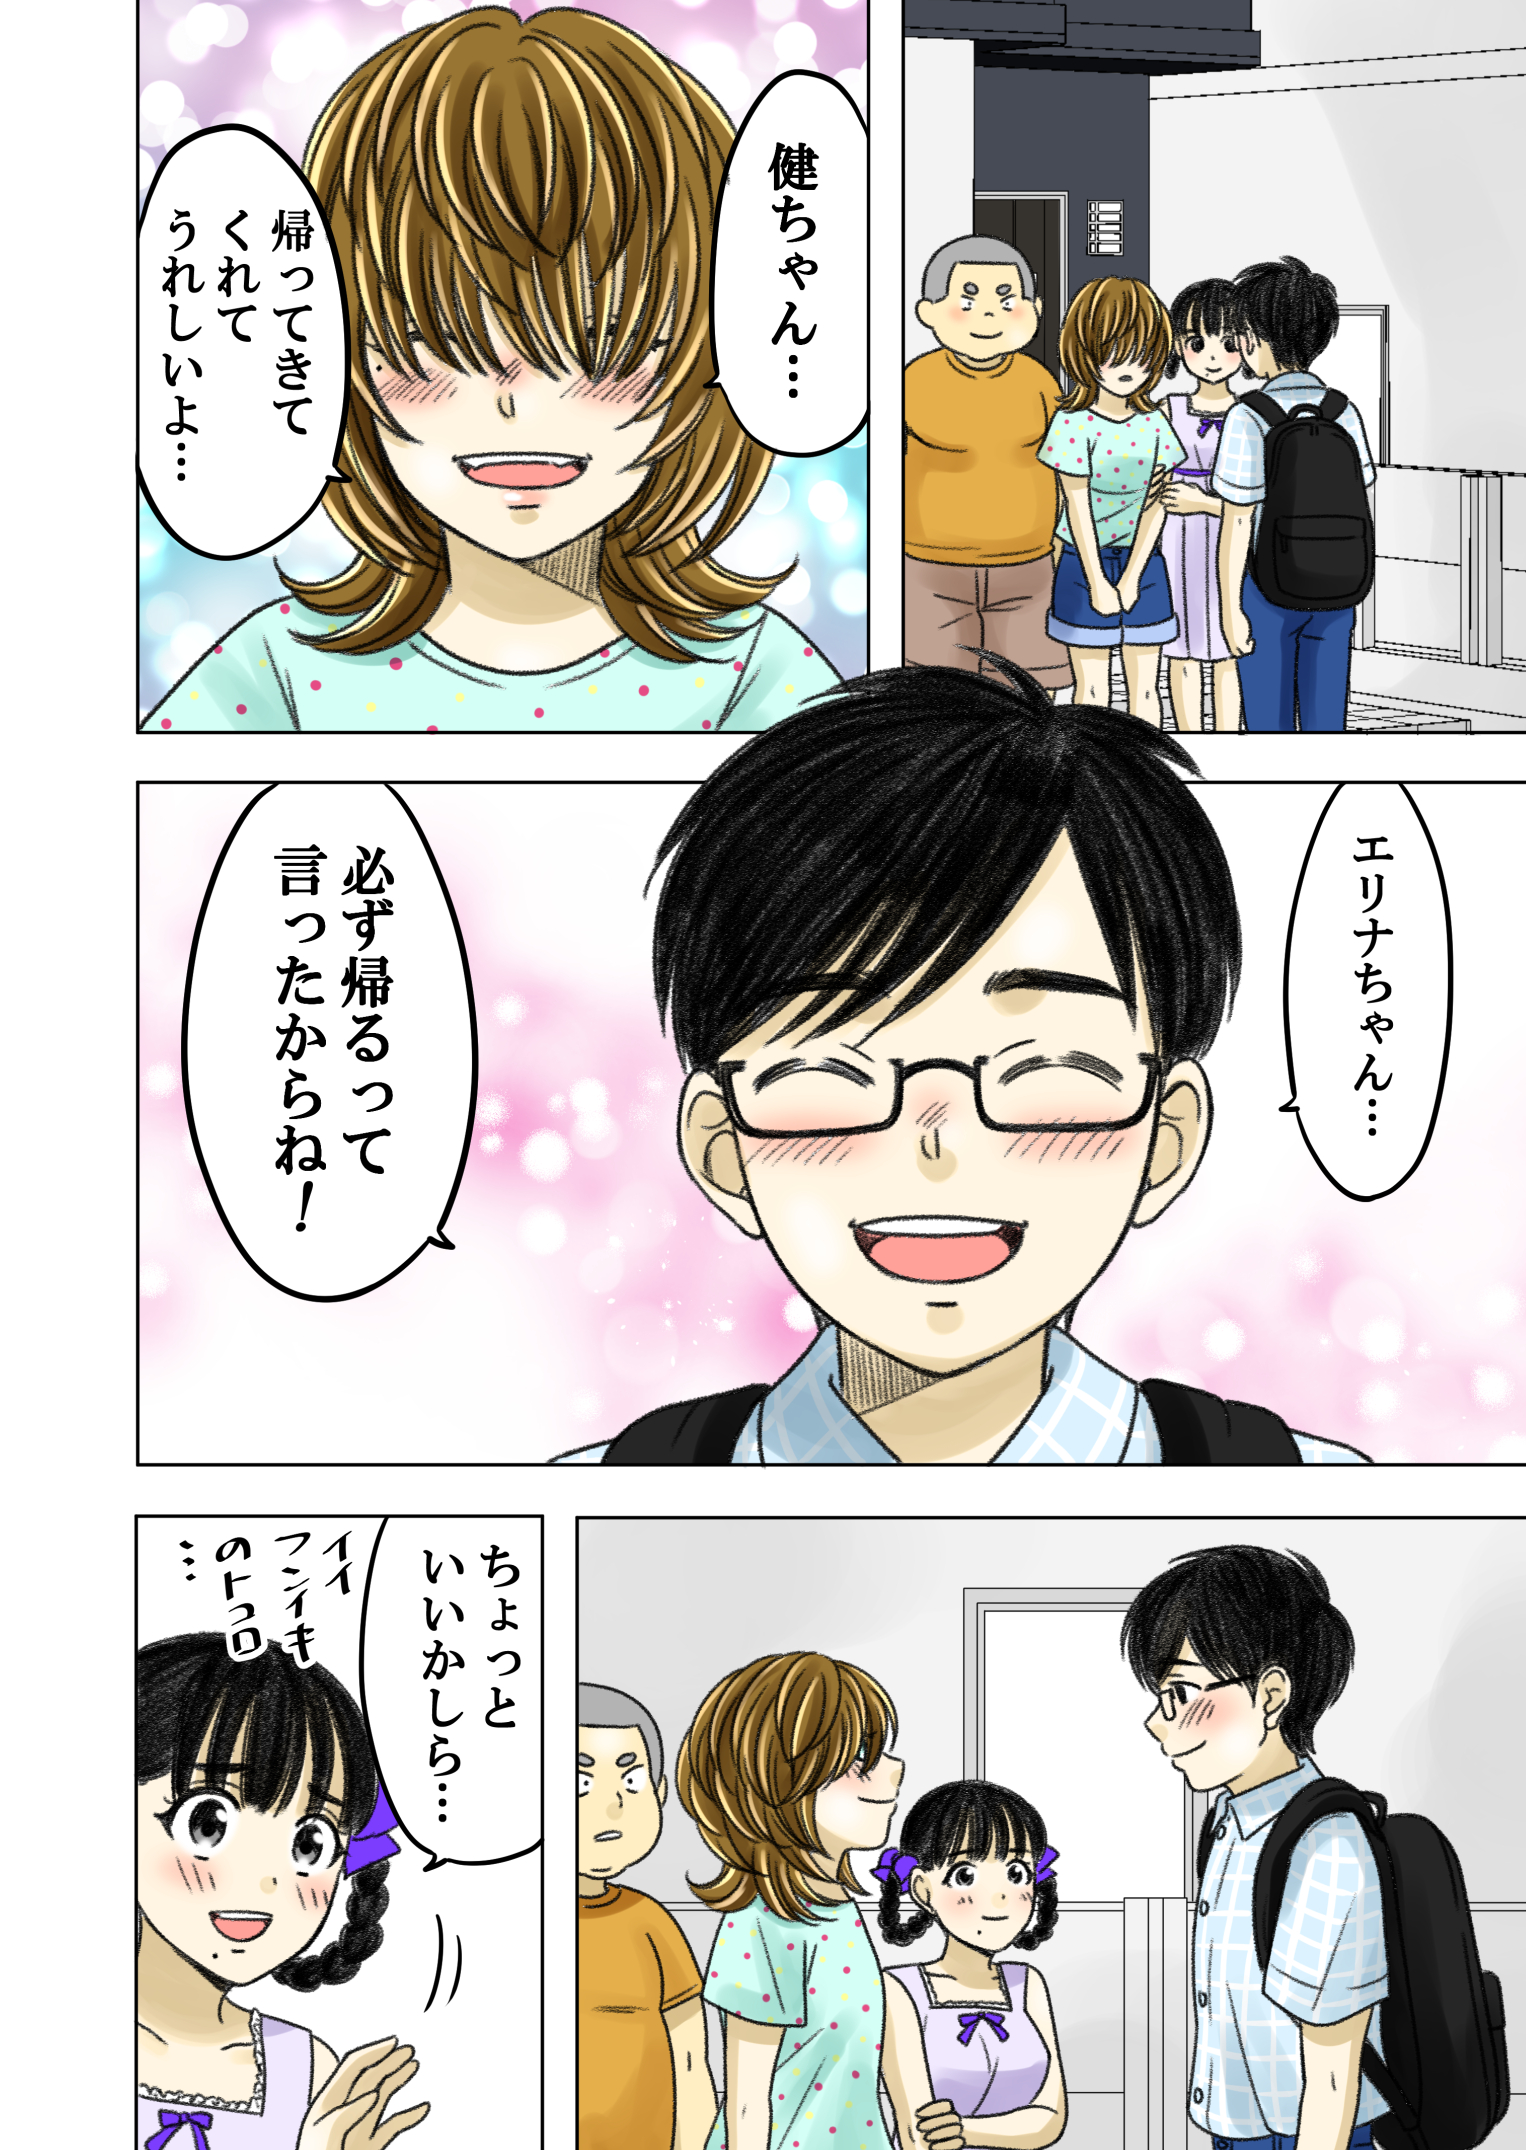 健ちゃん…
帰ってきて
くれて
うれしいよ…
エリナちゃん…
必ず帰るって
言ったからね！
ちょっと
いいかしら…
イイ
フンイキ
のトコロ
…